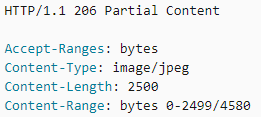 HTTP/1.1 206 Partial Content
Accept-Ranges: bytes
Content-Type: image/jpeg
Content-Length: 2500
Content-Range: bytes 0-2499/4580